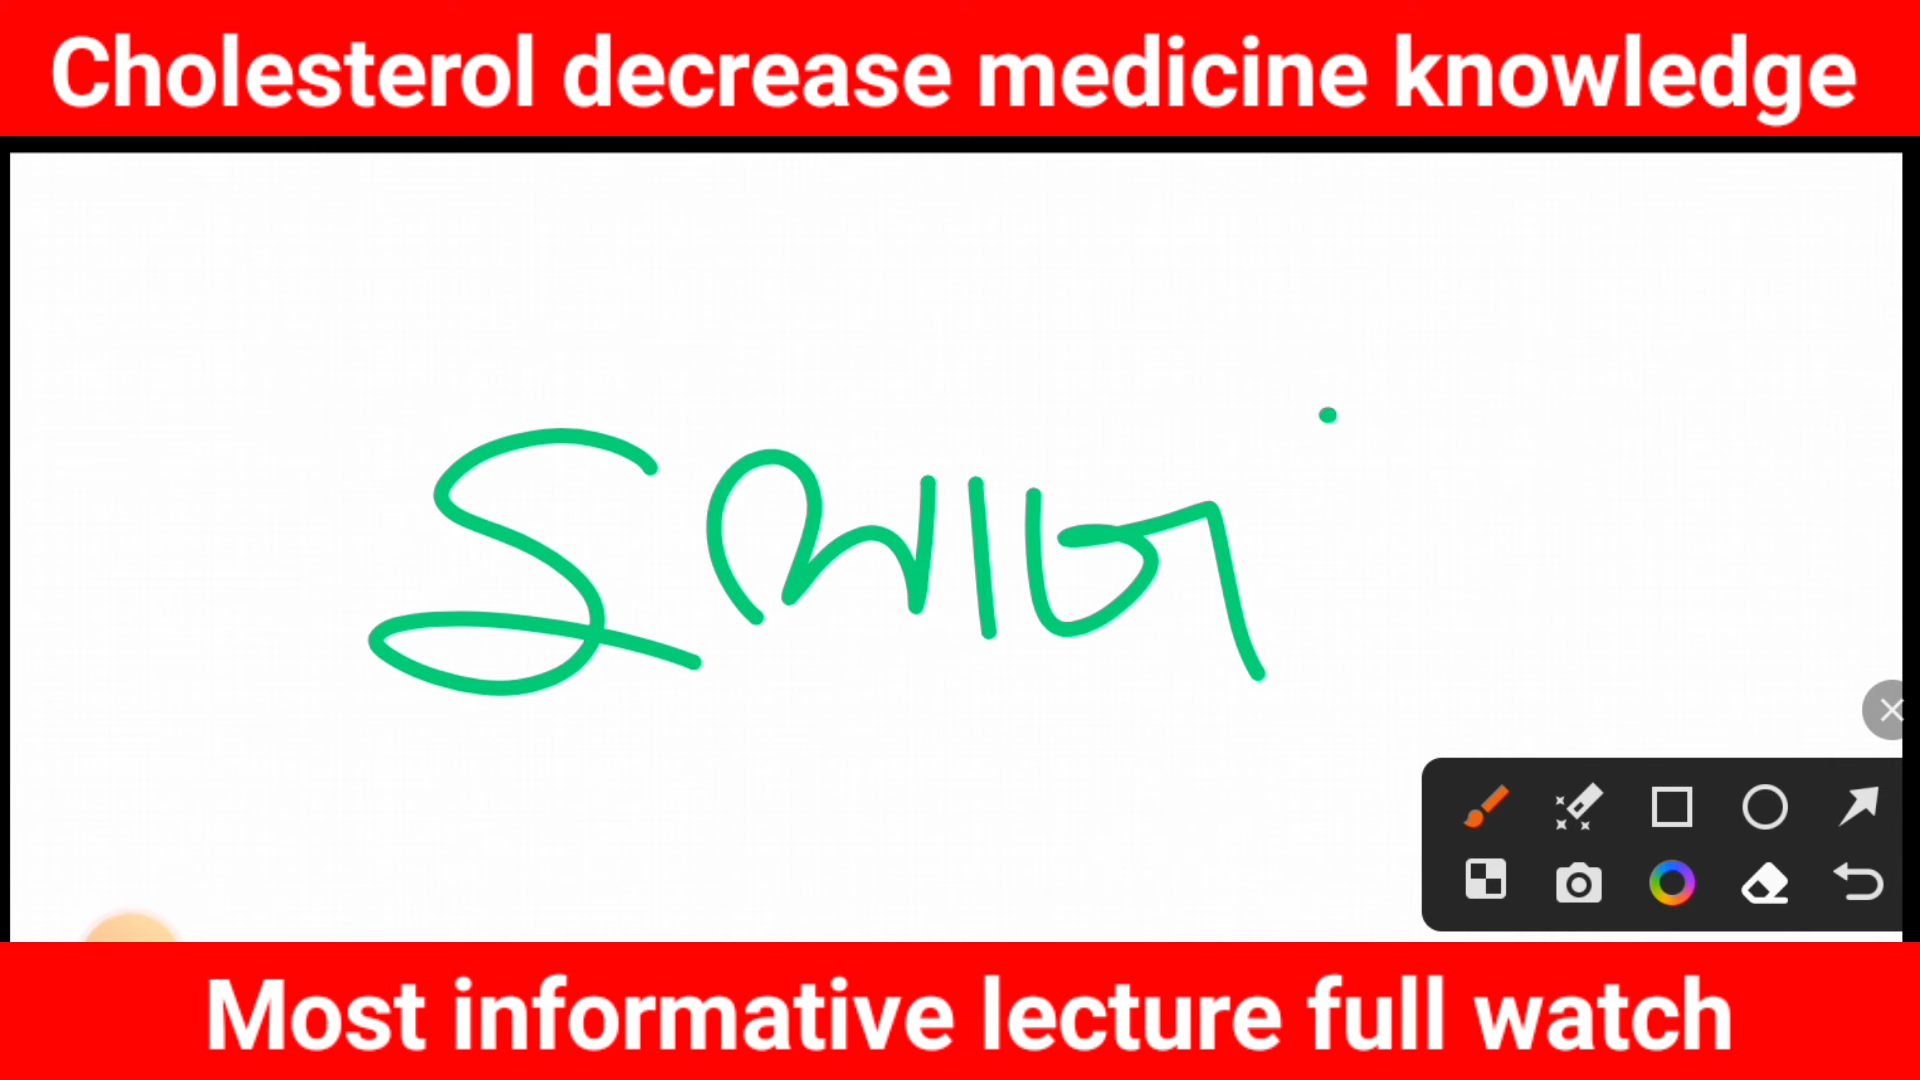 Cholesterol decrease medicine knowledge
Most informative lecture full watch